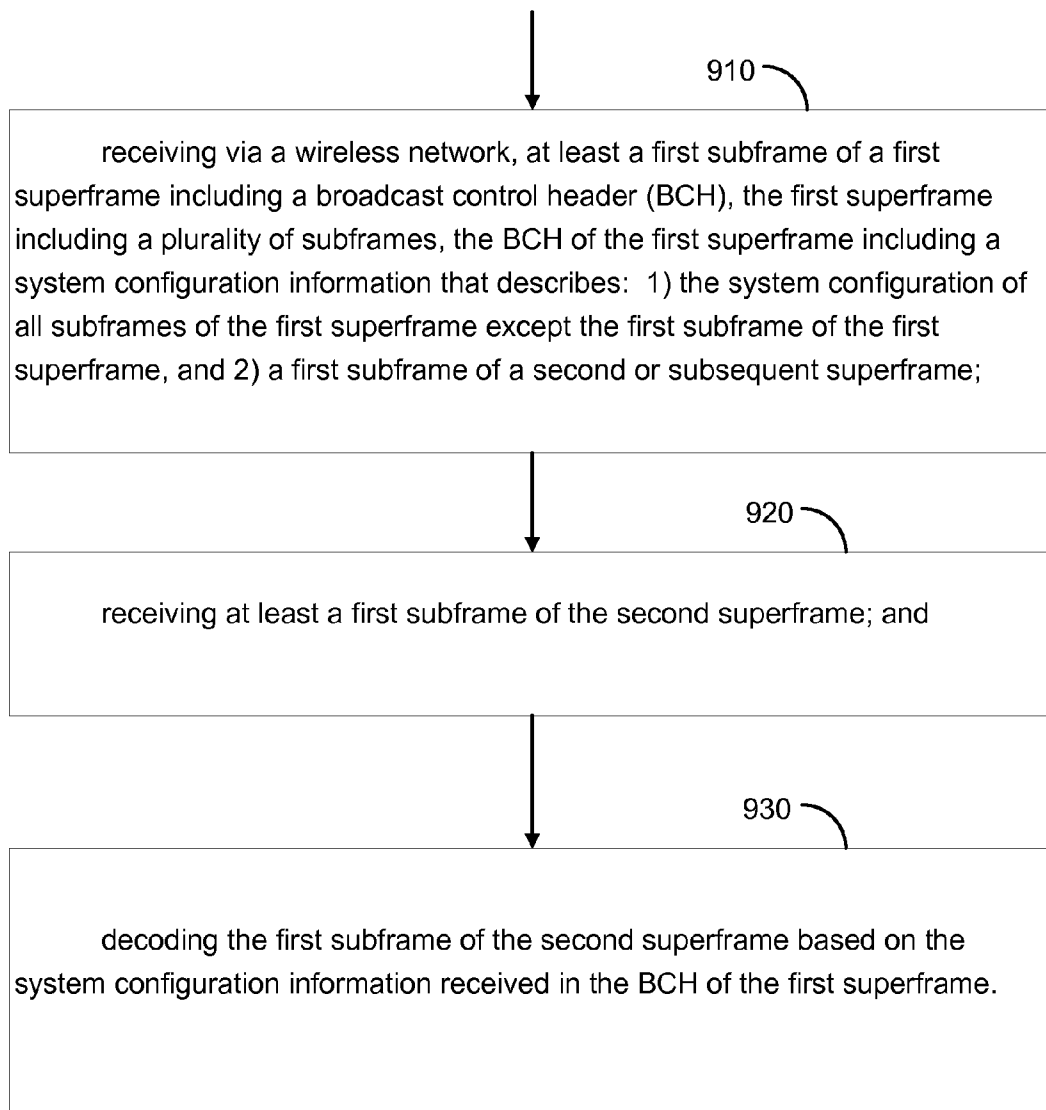 910
receiving via a wireless network, at least a first subframe of a first
superframe including a broadcast control header (BCH), the first superframe
including a plurality of subframes, the BCH of the first superframe including a
system configuration information that describes:  1) the system configuration of
all subframes of the first superframe except the first subframe of the first
superframe, and 2) a first subframe of a second or subsequent superframe;
920
receiving at least a first subframe of the second superframe; and
930
decoding the first subframe of the second superframe based on the
system configuration information received in the BCH of the first superframe.